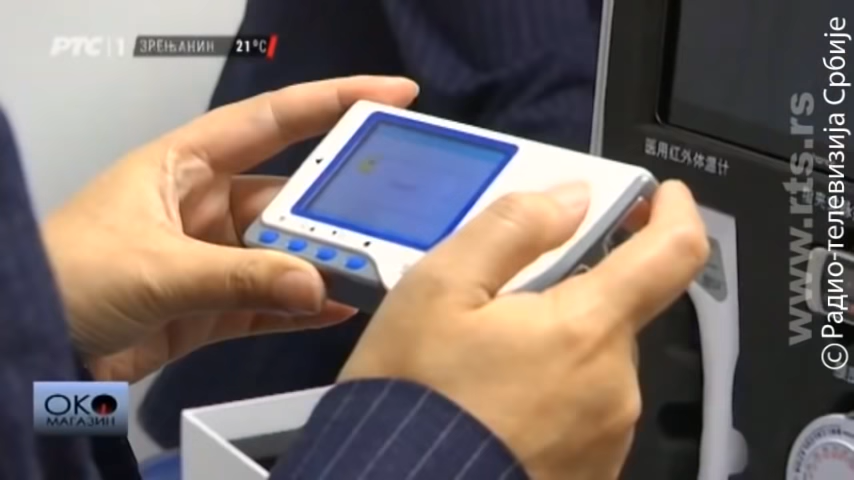 РТС|1 ЗРЕЊАНИН 21°C
医用红外体温计
www.rts.rs
©Радио-телевизија Србије
ОКО
МАГАЗИН